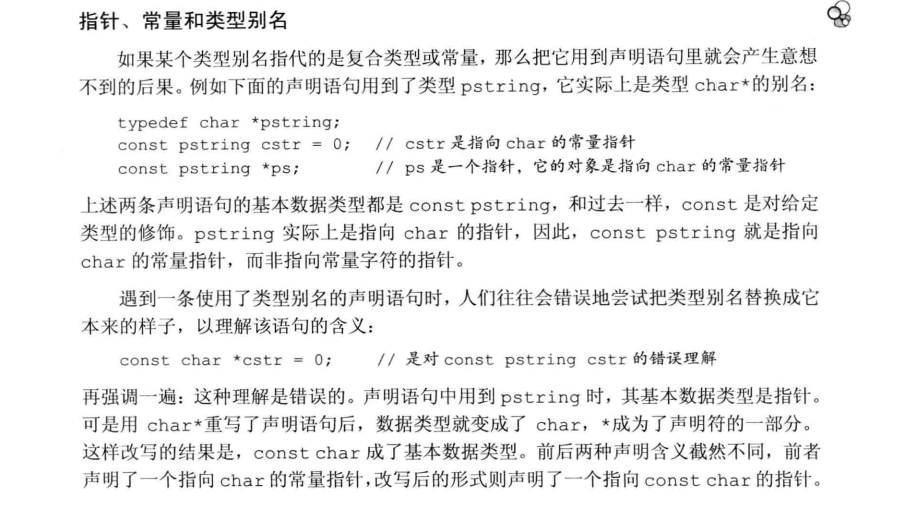 指针、常量和类型别名
如果某个类型别名指代的是复合类型或常量，那么把它用到声明语句里就会产生意想
不到的后果。例如下面的声明语句用到了类型 pstring，它实际上是类型 char*的别名：
typedef char *pstring;
const pstring cstr = 0; // cstr 是指向 char 的常量指针
const pstring *ps; // ps 是一个指针，它的对象是指向 char 的常量指针
上述两条声明语句的基本数据类型都是 const pstring，和过去一样，const 是对给定
类型的修饰。pstring 实际上是指向 char 的指针，因此，const pstring 就是指向
char 的常量指针，而非指向常量字符的指针。
遇到一条使用了类型别名的声明语句时，人们往往会错误地尝试把类型别名替换成它
本来的样子，以理解该语句的含义：
const char *cstr = 0; // 是对 const pstring cstr 的错误理解
再强调一遍：这种理解是错误的。声明语句中用到 pstring 时，其基本数据类型是指针。
可是用 char*重写了声明语句后，数据类型就变成了 char，*成为了声明符的一部分。
这样改写的结果是，const char 成了基本数据类型。前后两种声明含义截然不同，前者
声明了一个指向 char 的常量指针，改写后的形式则声明了一个指向 const char 的指针。